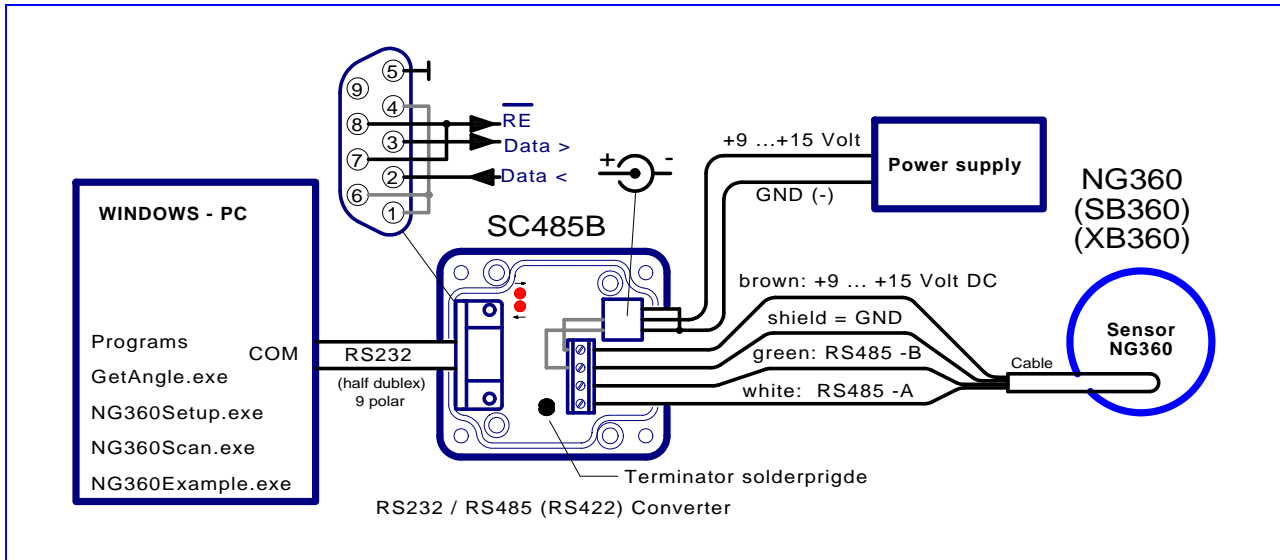 5
9
4
8
RE
3
Data >
7
2
Data <
6
1
+
-
+9 ...+15 Volt
Power supply
GND (-)
NG360
(SB360)
(XB360)
WINDOWS - PC
SC485B
brown: +9 ... +15 Volt DC
shield = GND
Sensor
NG360
green: RS485 -B
Cable
white: RS485 -A
Programs
COM
RS232
(half dublex)
9 polar
GetAngle.exe
NG360Setup.exe
NG360Scan.exe
NG360Example.exe
Terminator solderprigde
RS232 / RS485 (RS422) Converter